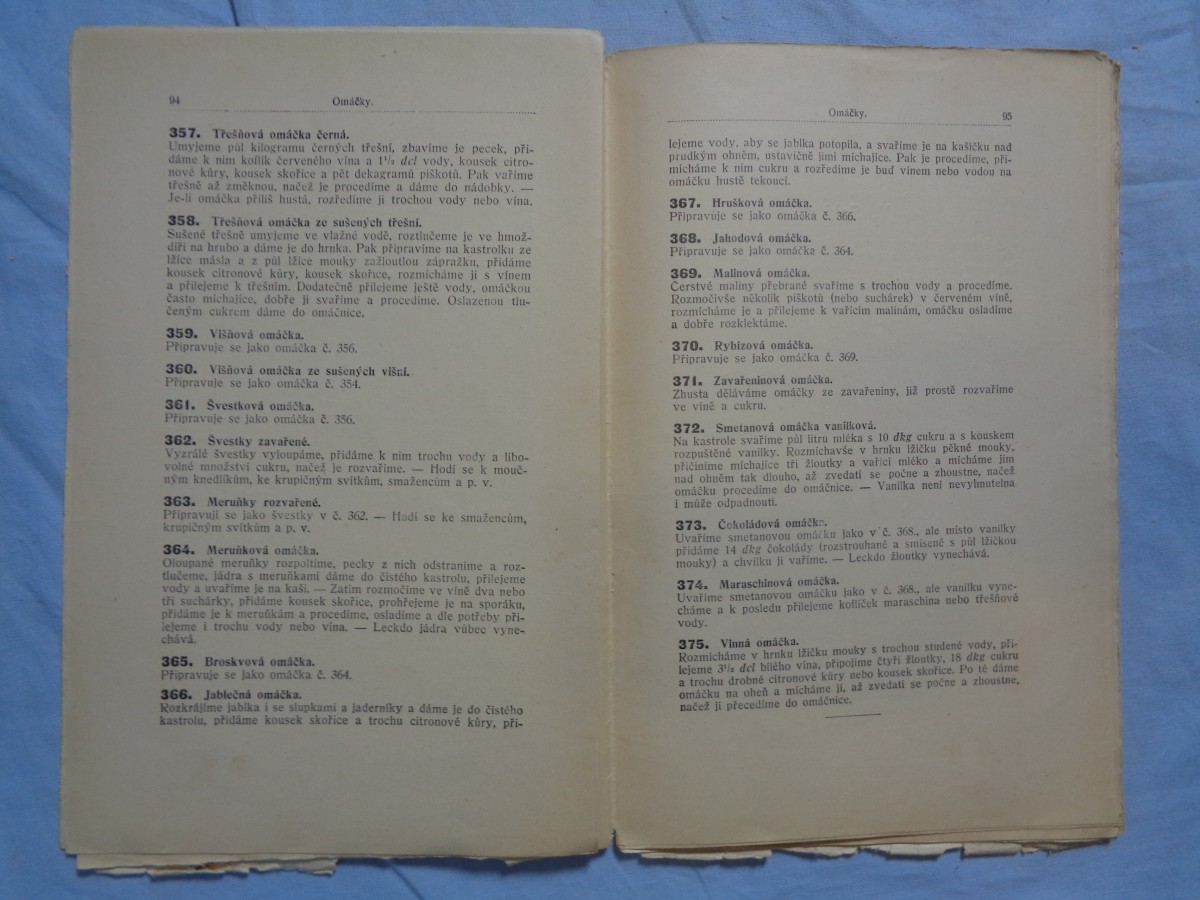 94
Omáčky.
357. Třešňová omáčka černá.
Umyjeme půl kilogramu černých třešní, zbavíme je pecek, při-
dáme k nim koflík červeného vína a 1¹/₂ dcl vody, kousek citro-
nové kůry, kousek skořice a pět dekagramů piškotů. Pak vaříme
třešně až změknou, načež je procedíme a dáme do nádobky. —
Je-li omáčka příliš hustá, rozředíme ji trochou vody nebo vína.
358. Třešňová omáčka ze sušených třešní.
Sušené třešně umyjeme ve vlažné vodě, roztlučeme je ve hmož-
díři na hrubo a dáme je do hrnka. Pak připravíme na kastrolku ze
lžíce másla a z půl lžíce mouky zažloutlou zápražku, přidáme
kousek citronové kůry, kousek skořice, rozmícháme ji s vínem
a přilejeme k třešním. Dodatečně přilejeme ještě vody, omáčkou
často míchajíce, dobře ji svaříme a procedíme. Oslazenou tlu-
čeným cukrem dáme do omáčnice.
359. Višňová omáčka.
Připravuje se jako omáčka č. 356.
360. Višňová omáčka ze sušených višní.
Připravuje se jako omáčka č. 354.
361. Švestková omáčka.
Připravuje se jako omáčka č. 356.
362. Švestky zavařené.
Vyzrálé švestky vyloupáme, přidáme k nim trochu vody a libo-
volné množství cukru, načež je rozvaříme. — Hodí se k mouč-
ným knedlíkům, ke krupičným svítkům, smažencům a p. v.
363. Meruňky rozvařené.
Připravují se jako švestky v č. 362. — Hodí se ke smažencům,
krupičným svítkům a p. v.
364. Meruňková omáčka.
Oloupané meruňky rozpoltíme, pecky z nich odstraníme a roz-
tlučeme, jádra s meruňkami dáme do čistého kastrolu, přilejeme
vody a uvaříme je na kaši. — Zatím rozmočíme ve víně dva nebo
tři suchárky, přidáme kousek skořice, prohřejeme je na sporáku,
přidáme je k meruňkám a procedíme, osladíme a dle potřeby při-
lejeme i trochu vody nebo vína. — Leckdo jádra vůbec vyne-
chává.
365. Broskvová omáčka.
Připravuje se jako omáčka č. 364.
366. Jablečná omáčka.
Rozkrájíme jablka i se slupkami a jaderníky a dáme je do čistého
kastrolu, přidáme kousek skořice a trochu citronové kůry, při-
Omáčky.
95
lejeme vody, aby se jablka potopila, a svaříme je na kašičku nad
prudkým ohněm, ustavičně jimi míchajíce. Pak je procedíme, při-
mícháme k nim cukru a rozředíme je buď vínem nebo vodou na
omáčku hustě tekoucí.
367. Hrušková omáčka.
Připravuje se jako omáčka č. 366.
368. Jahodová omáčka.
Připravuje se jako omáčka č. 364.
369. Malinová omáčka.
Čerstvé maliny přebrané svaříme s trochou vody a procedíme.
Rozmočivše několik piškotů (nebo suchárek) v červeném víně,
rozmícháme je a přilejeme k vařícím malinám, omáčku osladíme
a dobře rozklektáme.
370. Rybízová omáčka.
Připravuje se jako omáčka č. 369.
371. Zavařeninová omáčka.
Zhusta děláváme omáčky ze zavařeniny, již prostě rozvaříme
ve víně a cukru.
372. Smetanová omáčka vanilková.
Na kastrole svaříme půl litru mléka s 10 dkg cukru a s kouskem
rozpuštěné vanilky. Rozmíchavše v hrnku lžičku pěkné mouky,
přičiníme míchajíce tři žloutky a vařící mléko a mícháme jím
nad ohněm tak dlouho, až zvedati se počne a zhoustne, načež
omáčku procedíme do omáčnice. — Vanilka není nevyhnutelna
i může odpadnouti.
373. Čokoládová omáčka.
Uvaříme smetanovou omáčku jako v č. 368., ale místo vanilky
přidáme 14 dkg čokolády (rozstrouhané a smísené s půl lžičkou
mouky) a chvilku ji vaříme. — Leckdo žloutky vynechává.
374. Maraschinová omáčka.
Uvaříme smetanovou omáčku jako v č. 368., ale vanilku vyne-
cháme a k posledu přilejeme koflíček maraschina nebo třešňové
vody.
375. Vinná omáčka.
Rozmícháme v hrnku lžičku mouky s trochou studené vody, při-
lejeme 3¹/₂ dcl bílého vína, připojíme čtyři žloutky, 18 dkg cukru
a trochu drobné citronové kůry nebo kousek skořice. Po té dáme
omáčku na oheň a mícháme jí, až zvedati se počne a zhoustne,
načež ji přecedíme do omáčnice.